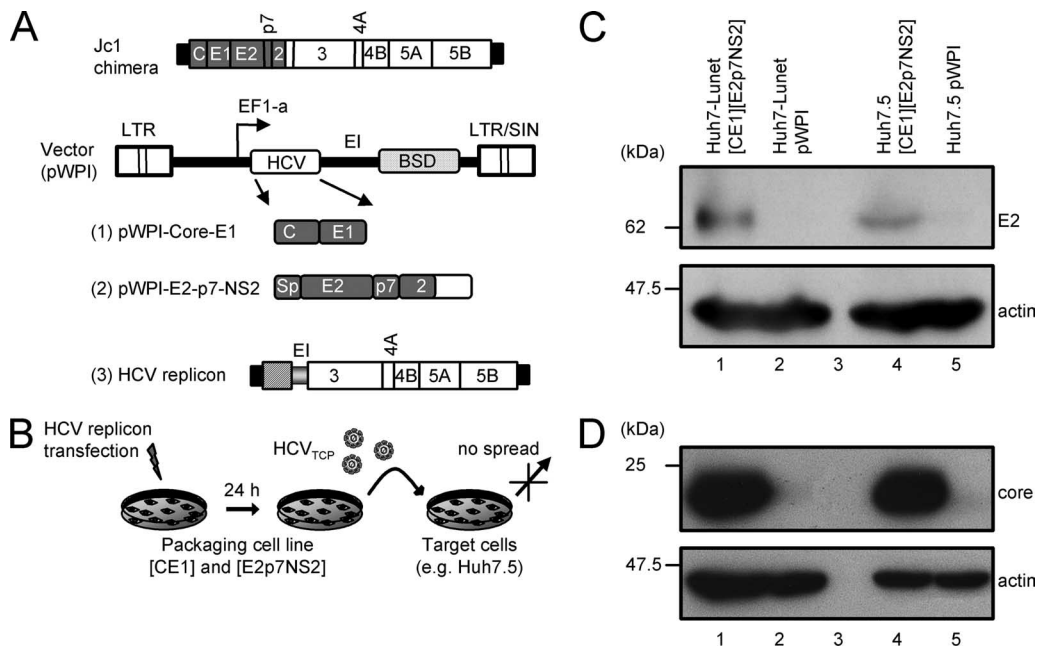 A
Jc1
chimera
C E1 E2 p7 2 3 4A 4B 5A 5B
EF1-a
LTR
EI
LTR/SIN
Vector
(pWPI)
HCV
BSD
(1) pWPI-Core-E1
C E1
(2) pWPI-E2-p7-NS2
Sp E2 p7 2
(3) HCV replicon
EI
3 4A 4B 5A 5B
B
HCV replicon
transfection
24 h
HCVTCP
no spread
Packaging cell line
[CE1] and [E2p7NS2]
Target cells
(e.g. Huh7.5)
C
(kDa)
Huh7-Lunet
[CE1][E2p7NS2]
Huh7-Lunet
pWPI
Huh7.5
[CE1][E2p7NS2]
Huh7.5 pWPI
62
E2
47.5
actin
1 2 3 4 5
D
(kDa)
25
core
47.5
actin
1 2 3 4 5